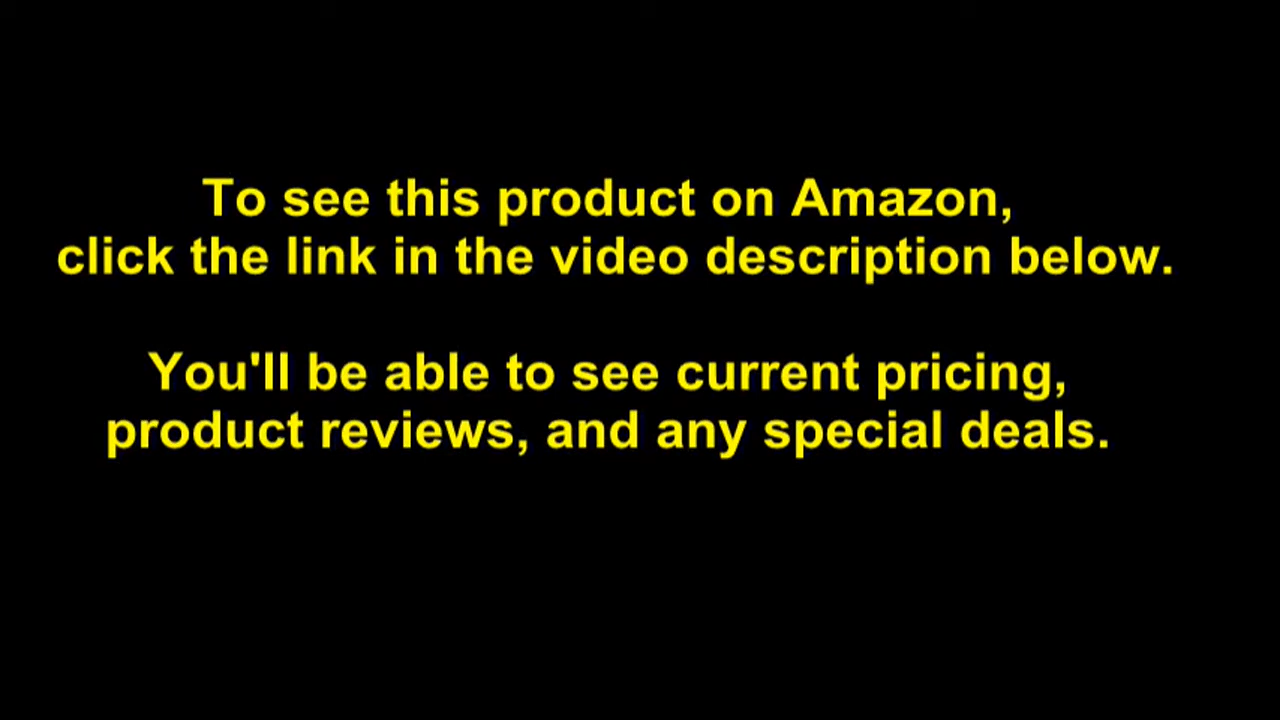 To see this product on Amazon,
click the link in the video description below.
You'll be able to see current pricing,
product reviews, and any special deals.